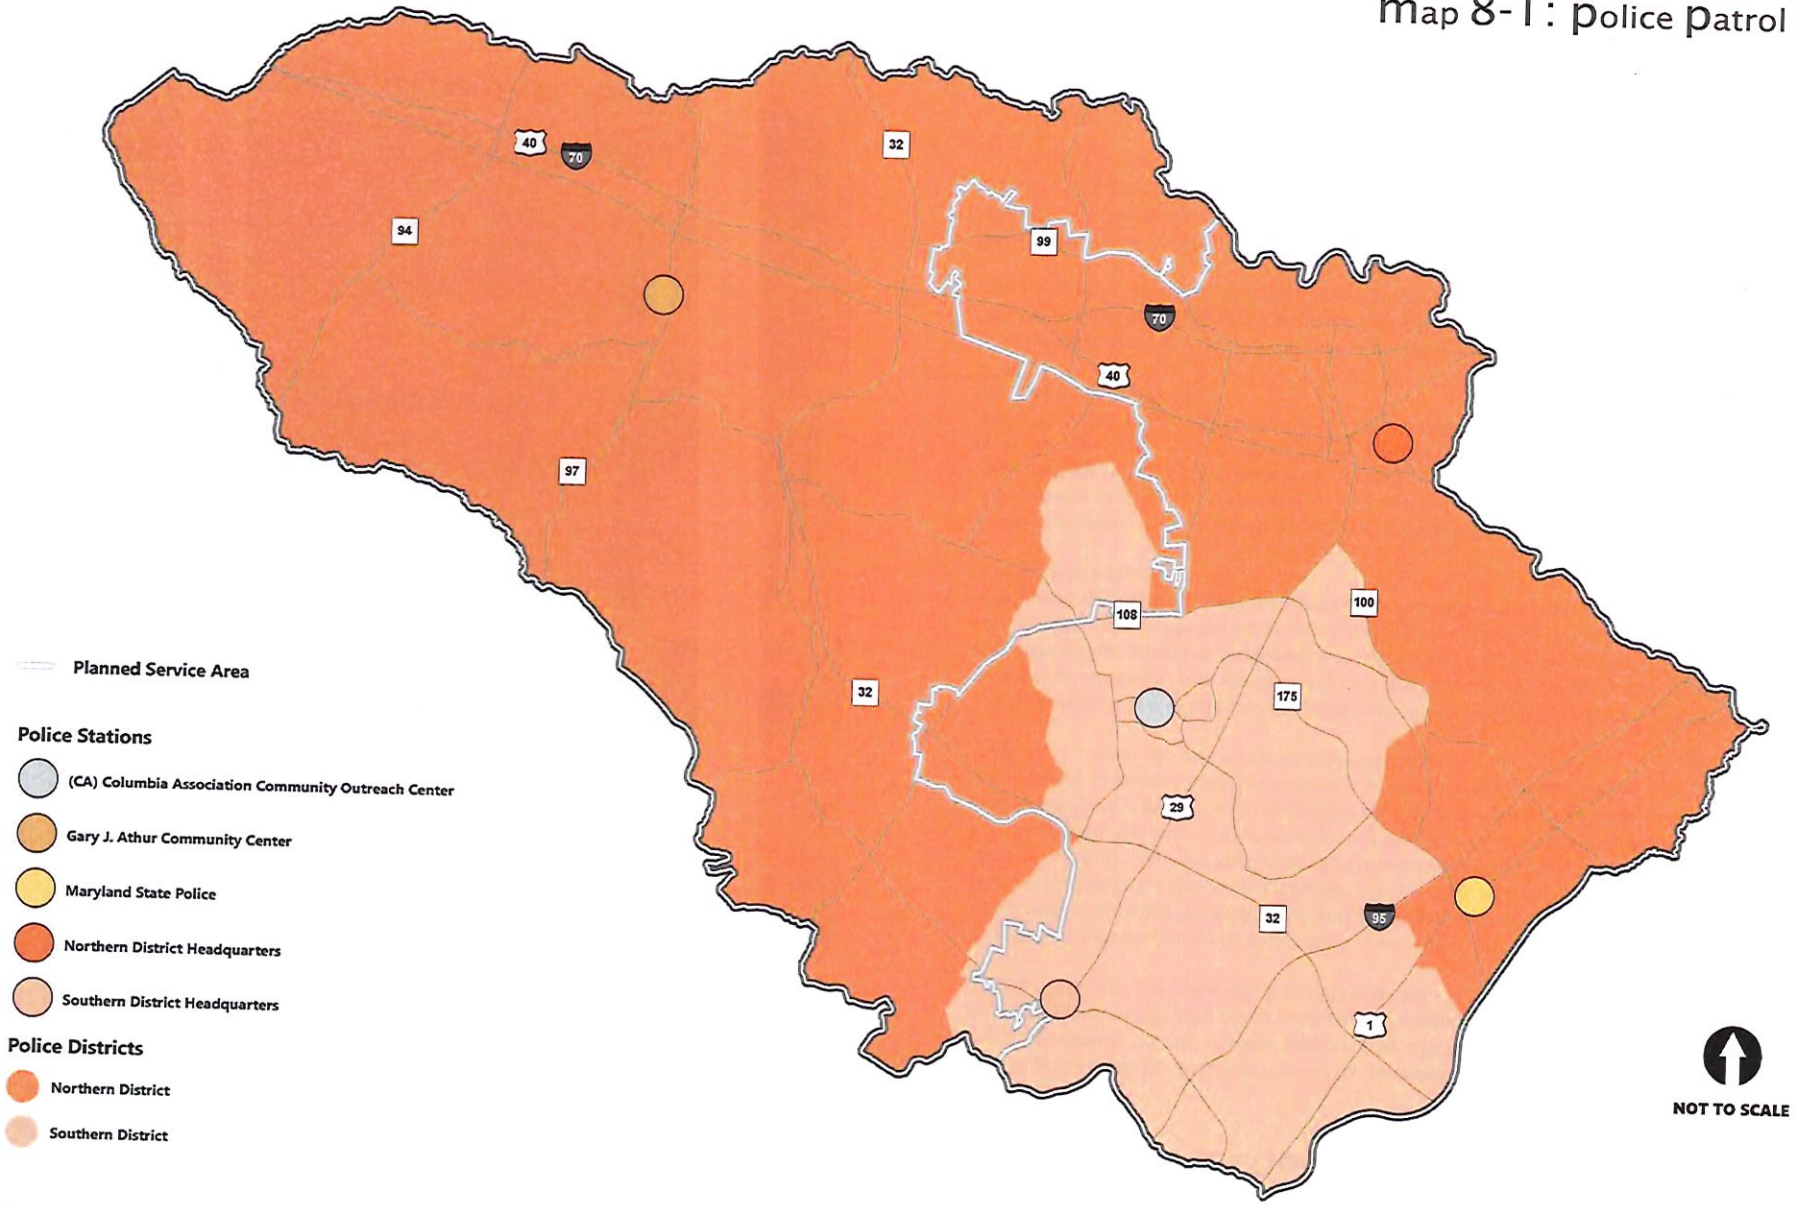 map 8-1: police patrol
40
70
32
94
99
70
40
97
108
100
32
175
29
32
95
1
Planned Service Area
Police Stations
(CA) Columbia Association Community Outreach Center
Gary J. Athur Community Center
Maryland State Police
Northern District Headquarters
Southern District Headquarters
Police Districts
Northern District
Southern District
NOT TO SCALE